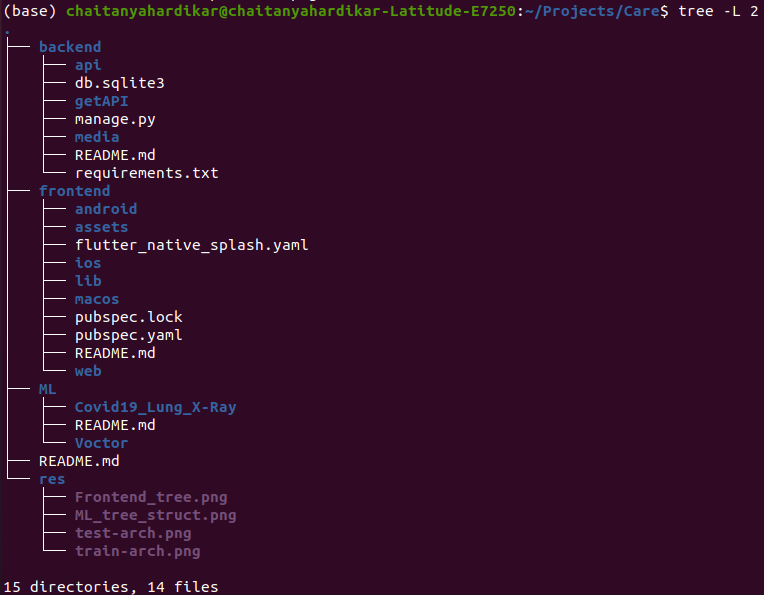 (base) chaitanyahardikar@chaitanyahardikar-Latitude-E7250:~/Projects/Care$ tree -L 2
.
├── backend
│   ├── api
│   ├── db.sqlite3
│   ├── getAPI
│   ├── manage.py
│   ├── media
│   ├── README.md
│   └── requirements.txt
├── frontend
│   ├── android
│   ├── assets
│   ├── flutter_native_splash.yaml
│   ├── ios
│   ├── lib
│   ├── macos
│   ├── pubspec.lock
│   ├── pubspec.yaml
│   ├── README.md
│   └── web
├── ML
│   ├── Covid19_Lung_X-Ray
│   ├── README.md
│   └── Voctor
├── README.md
└── res
    ├── Frontend_tree.png
    ├── ML_tree_struct.png
    ├── test-arch.png
    └── train-arch.png
15 directories, 14 files